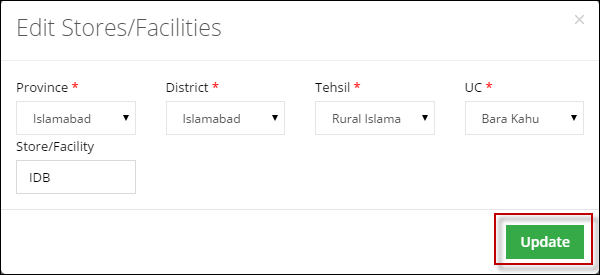 Edit Stores/Facilities ×
Province * District * Tehsil * UC *
Islamabad Islamabad Rural Islama Bara Kahu
Store/Facility
IDB
Update